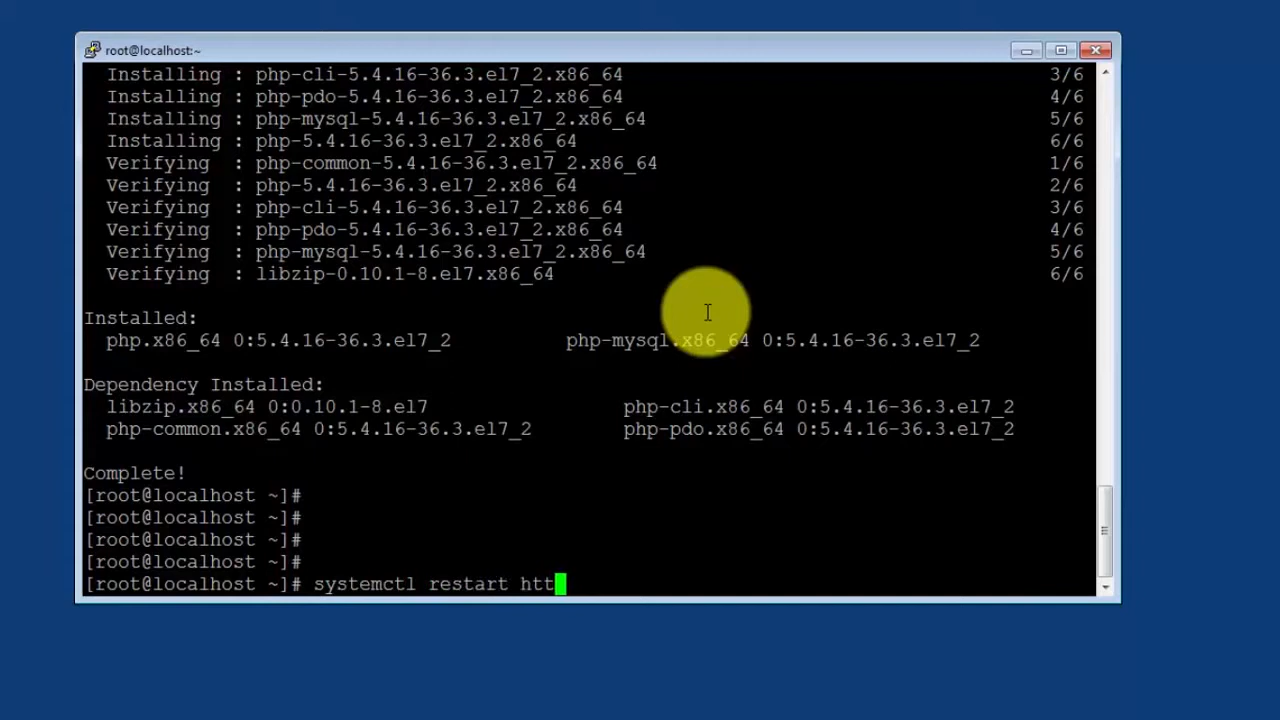 root@localhost:~
Installing : php-cli-5.4.16-36.3.el7_2.x86_64 3/6
Installing : php-pdo-5.4.16-36.3.el7_2.x86_64 4/6
Installing : php-mysql-5.4.16-36.3.el7_2.x86_64 5/6
Installing : php-5.4.16-36.3.el7_2.x86_64 6/6
Verifying : php-common-5.4.16-36.3.el7_2.x86_64 1/6
Verifying : php-5.4.16-36.3.el7_2.x86_64 2/6
Verifying : php-cli-5.4.16-36.3.el7_2.x86_64 3/6
Verifying : php-pdo-5.4.16-36.3.el7_2.x86_64 4/6
Verifying : php-mysql-5.4.16-36.3.el7_2.x86_64 5/6
Verifying : libzip-0.10.1-8.el7.x86_64 6/6
Installed:
php.x86_64 0:5.4.16-36.3.el7_2 php-mysql.x86_64 0:5.4.16-36.3.el7_2
Dependency Installed:
libzip.x86_64 0:0.10.1-8.el7 php-cli.x86_64 0:5.4.16-36.3.el7_2
php-common.x86_64 0:5.4.16-36.3.el7_2 php-pdo.x86_64 0:5.4.16-36.3.el7_2
Complete!
[root@localhost ~]#
[root@localhost ~]#
[root@localhost ~]#
[root@localhost ~]#
[root@localhost ~]# systemctl restart htt